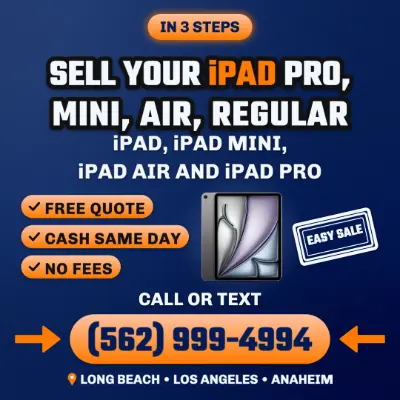 IN 3 STEPS
SELL YOUR iPAD PRO,
MINI, AIR, REGULAR
iPAD, iPAD MINI,
iPAD AIR AND iPAD PRO
FREE QUOTE
CASH SAME DAY
NO FEES
EASY SALE
CALL OR TEXT
(562) 999-4994
LONG BEACH • LOS ANGELES • ANAHEIM